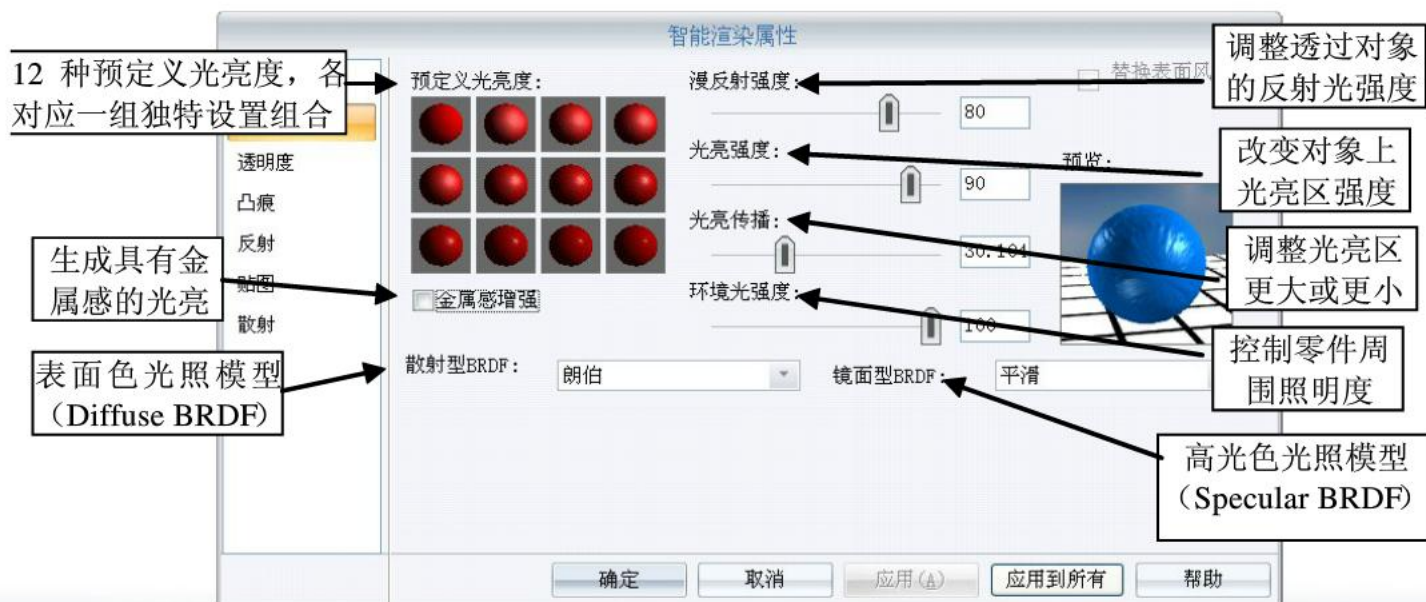 智能渲染属性
12 种预定义光亮度，各
对应一组独特设置组合
预定义光亮度：
漫反射强度：
80
替换表面风
调整透过对象
的反射光强度
透明度
凸痕
反射
贴图
散射
光亮强度：
90
预览：
改变对象上
光亮区强度
光亮传播：
30.104
调整光亮区
更大或更小
生成具有金
属感的光亮
金属感增强
环境光强度：
100
控制零件周
围照明度
表面色光照模型
（Diffuse BRDF）
散射型BRDF：
朗伯
镜面型BRDF：
平滑
高光色光照模型
（Specular BRDF）
确定
取消
应用(A)
应用到所有
帮助